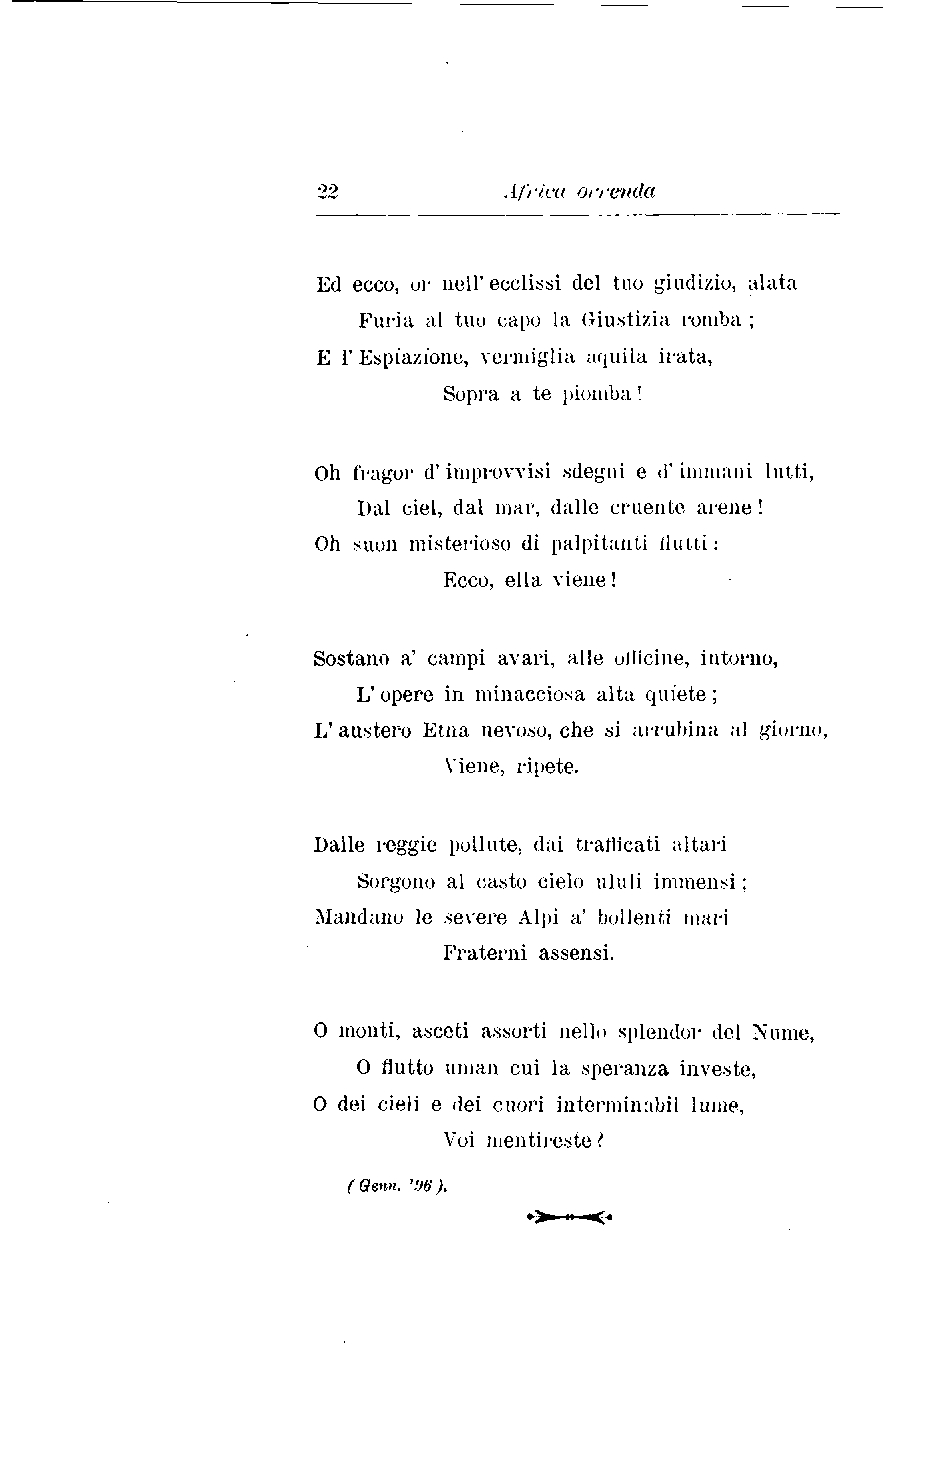 22 Africa orrenda
Ed ecco, or nell' ecclissi del tuo giudizio, alata
Furia al tuo capo la Giustizia romba ;
E l' Espiazione, vermiglia aquila irata,
Sopra a te piomba !
Oh fragor d' improvvisi sdegni e d' immani lutti,
Dal ciel, dal mar, dalle cruente arene !
Oh suon misterioso di palpitanti flutti :
Ecco, ella viene !
Sostano a' campi avari, alle officine, intorno,
L' opere in minacciosa alta quiete ;
L' austero Etna nevoso, che si arrubina al giorno,
Viene, ripete.
Dalle reggie pollute, dai trafficati altari
Sorgono al casto cielo ululi immensi ;
Mandano le severe Alpi a' bollenti mari
Fraterni assensi.
O monti, asceti assorti nello splendor del Nume,
O flutto uman cui la speranza investe,
O dei cieli e dei cuori interminabil lume,
Voi mentireste ?
( Genn. '96 ).